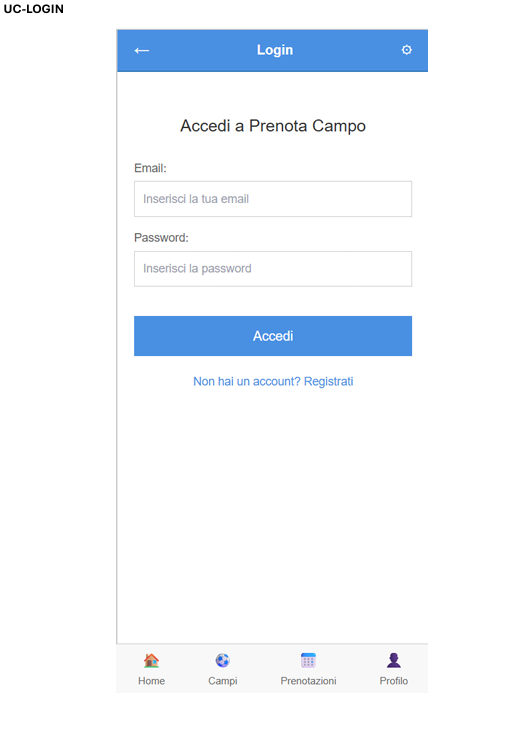 UC-LOGIN
← Login ⚙
Accedi a Prenota Campo
Email:
Inserisci la tua email
Password:
Inserisci la password
Accedi
Non hai un account? Registrati
Home Campi Prenotazioni Profilo